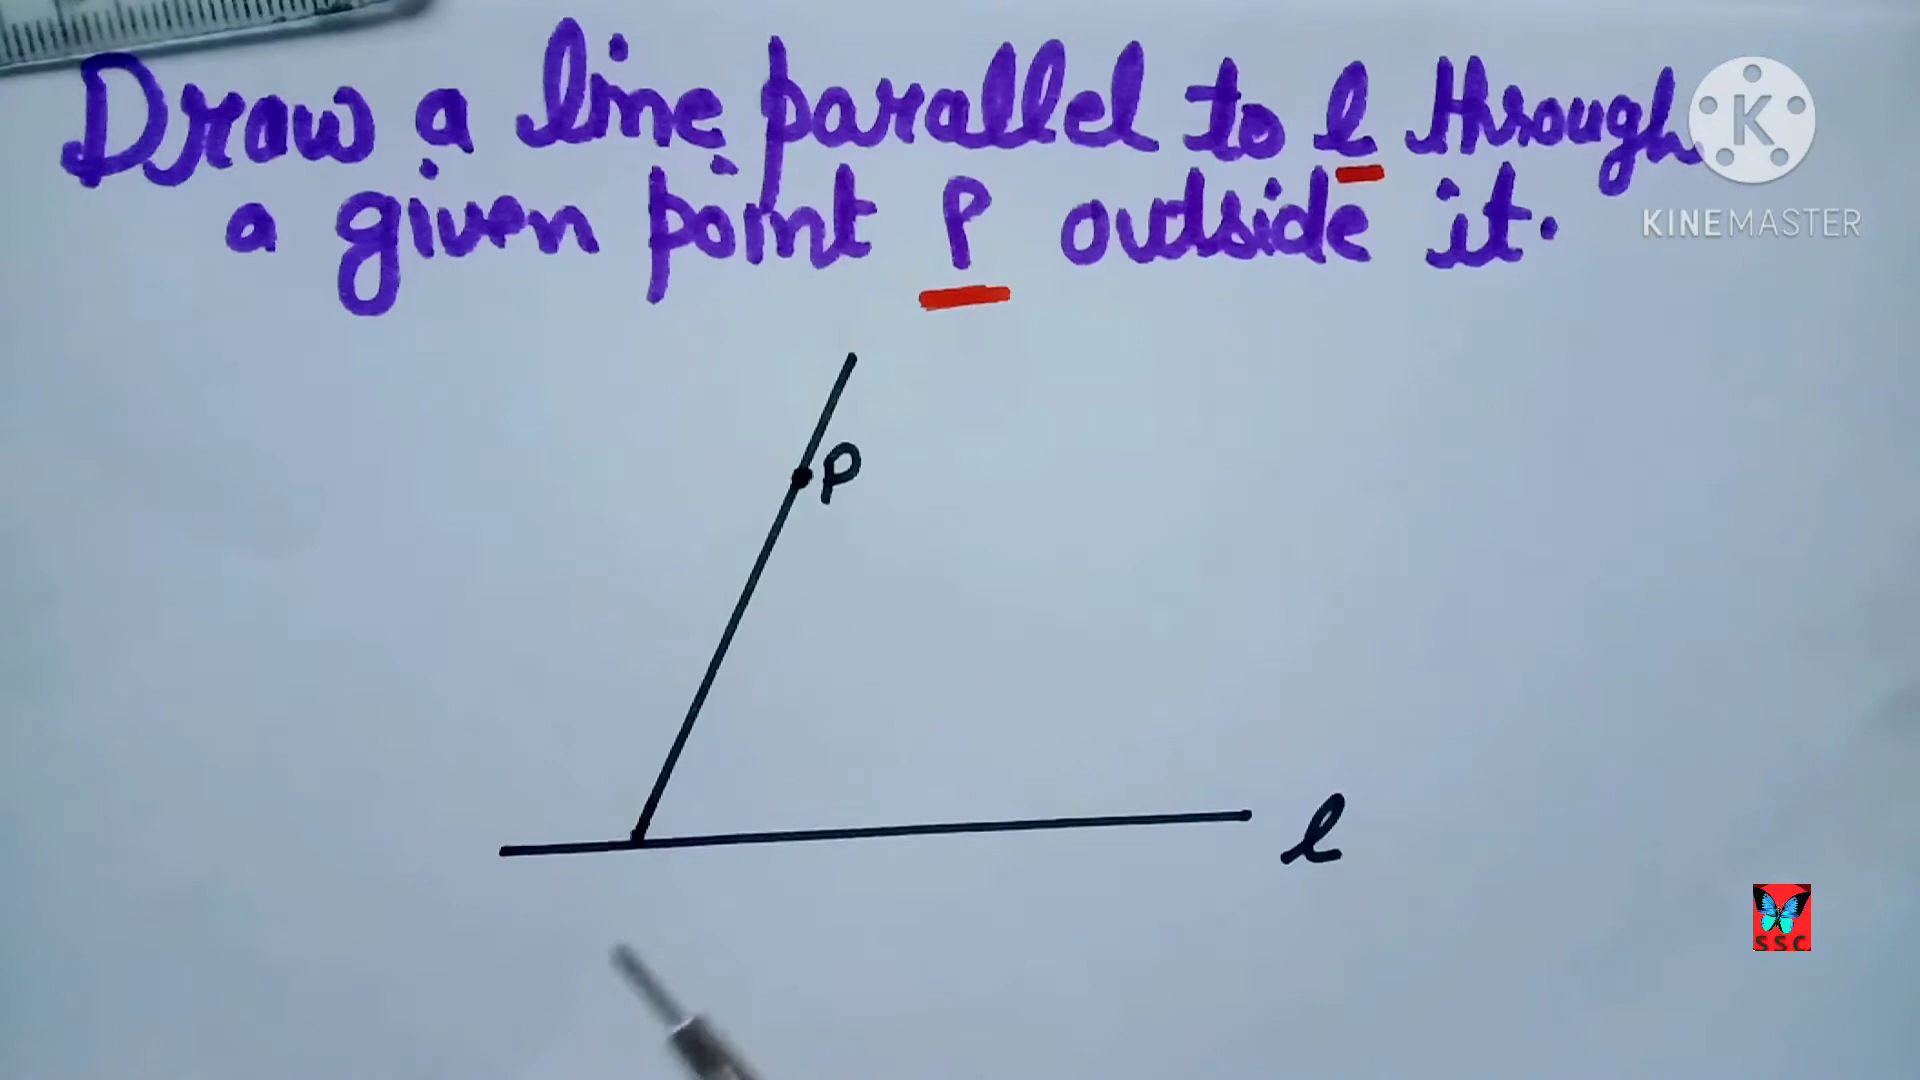 Draw a line parallel to l through
a given point P outside it.
K
KINEMASTER
P
l
SSC